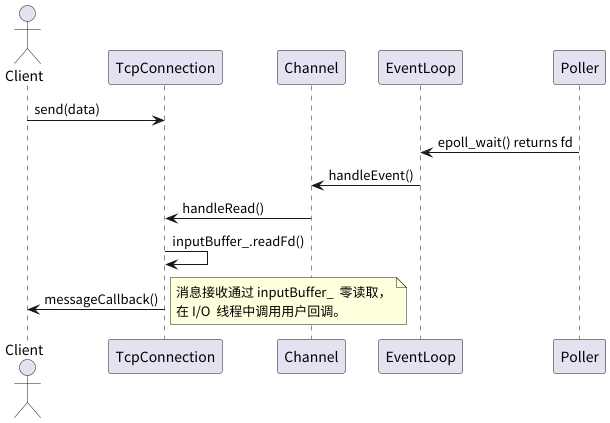 Client
TcpConnection
Channel
EventLoop
Poller
send(data)
epoll_wait() returns fd
handleEvent()
handleRead()
inputBuffer_.readFd()
消息接收通过 inputBuffer_ 零读取，
在 I/O 线程中调用用户回调。
messageCallback()
Client
TcpConnection
Channel
EventLoop
Poller